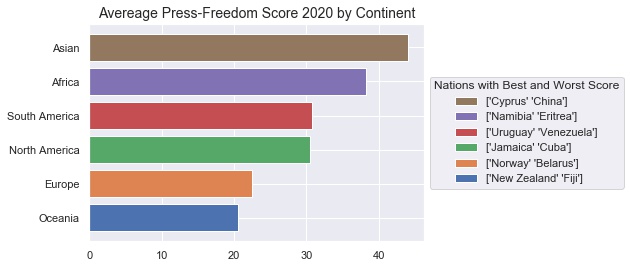 Avereage Press-Freedom Score 2020 by Continent
Asian
Africa
South America
North America
Europe
Oceania
0 10 20 30 40
Nations with Best and Worst Score
['Cyprus' 'China']
['Namibia' 'Eritrea']
['Uruguay' 'Venezuela']
['Jamaica' 'Cuba']
['Norway' 'Belarus']
['New Zealand' 'Fiji']